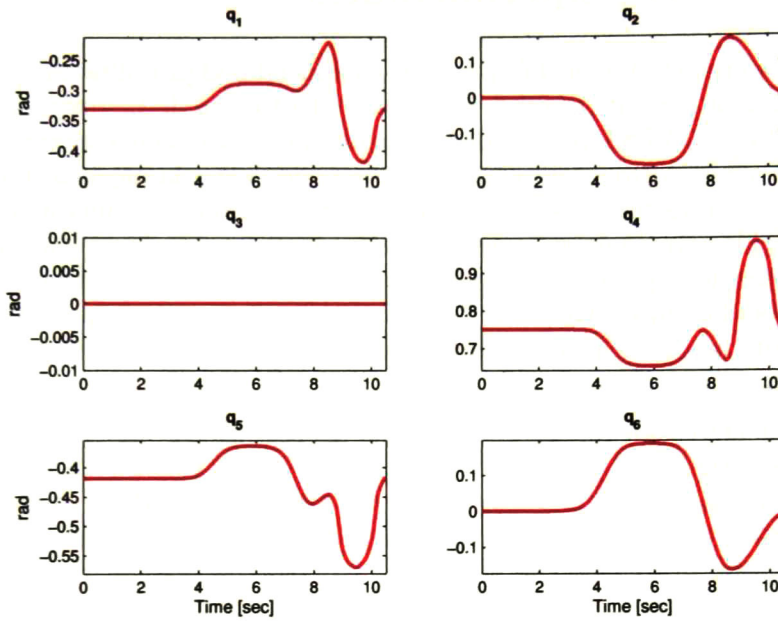 q1
q2
rad
−0.25
−0.3
−0.35
−0.4
0.1
0
−0.1
0 2 4 6 8 10
0 2 4 6 8 10
q3
q4
rad
0.01
0.005
0
−0.005
−0.01
0.9
0.8
0.7
0 2 4 6 8 10
0 2 4 6 8 10
q5
q6
rad
−0.4
−0.45
−0.5
−0.55
0.1
0
−0.1
0 2 4 6 8 10
0 2 4 6 8 10
Time [sec]
Time [sec]